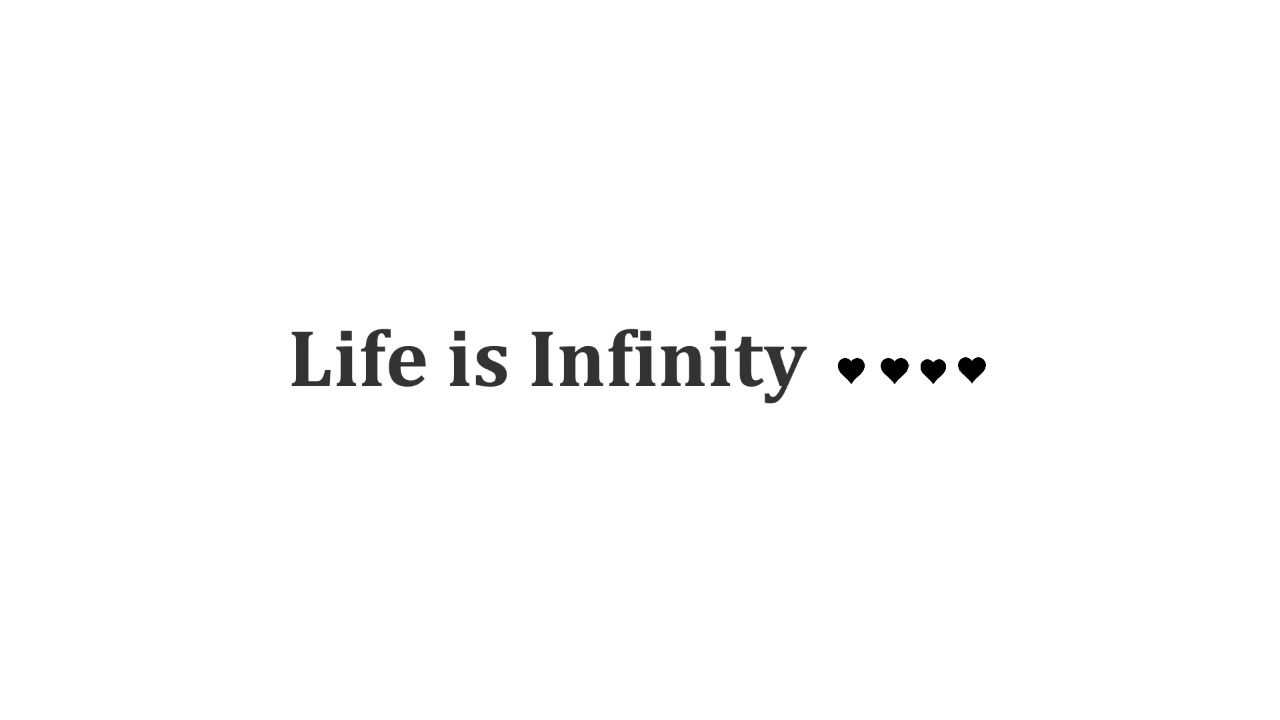 Life is Infinity ♥ ♥ ♥ ♥